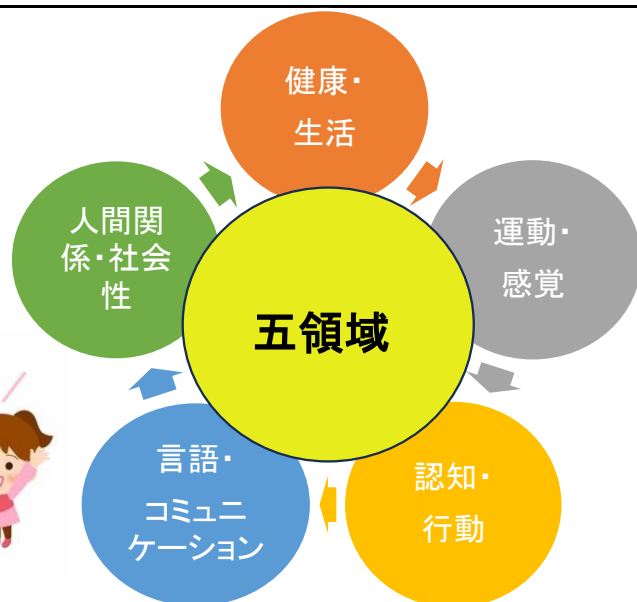 健康・
生活
運動・
感覚
認知・
行動
言語・
コミュニ
ケーション
人間関
係・社会
性
五領域